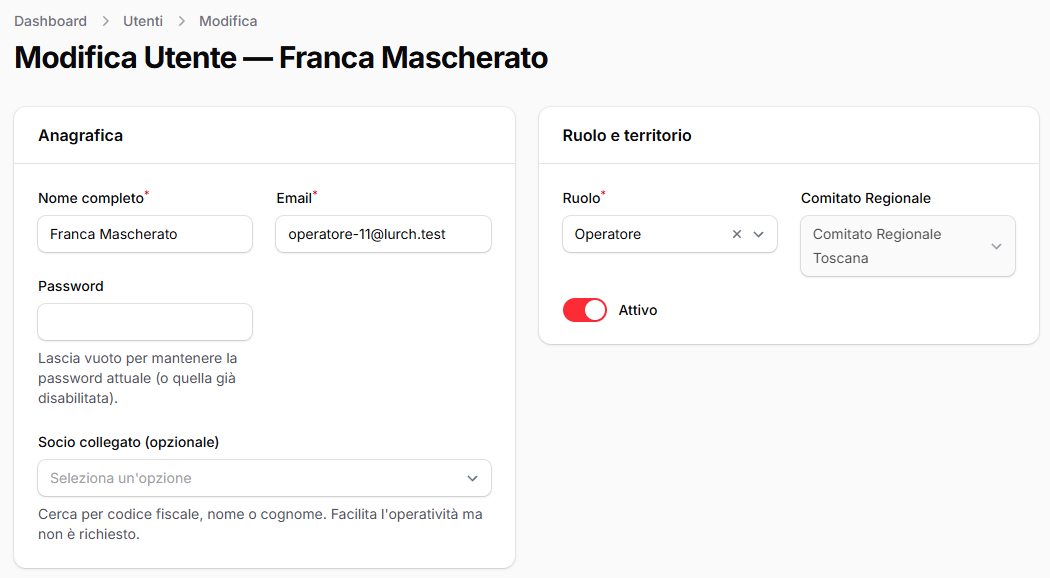 Dashboard > Utenti > Modifica
Modifica Utente — Franca Mascherato
Anagrafica
Nome completo*
Email*
Franca Mascherato
operatore-11@lurch.test
Password
Lascia vuoto per mantenere la
password attuale (o quella già
disabilitata).
Socio collegato (opzionale)
Seleziona un'opzione
Cerca per codice fiscale, nome o cognome. Facilita l'operatività ma
non è richiesto.
Ruolo e territorio
Ruolo*
Comitato Regionale
Operatore
Comitato Regionale
Toscana
Attivo